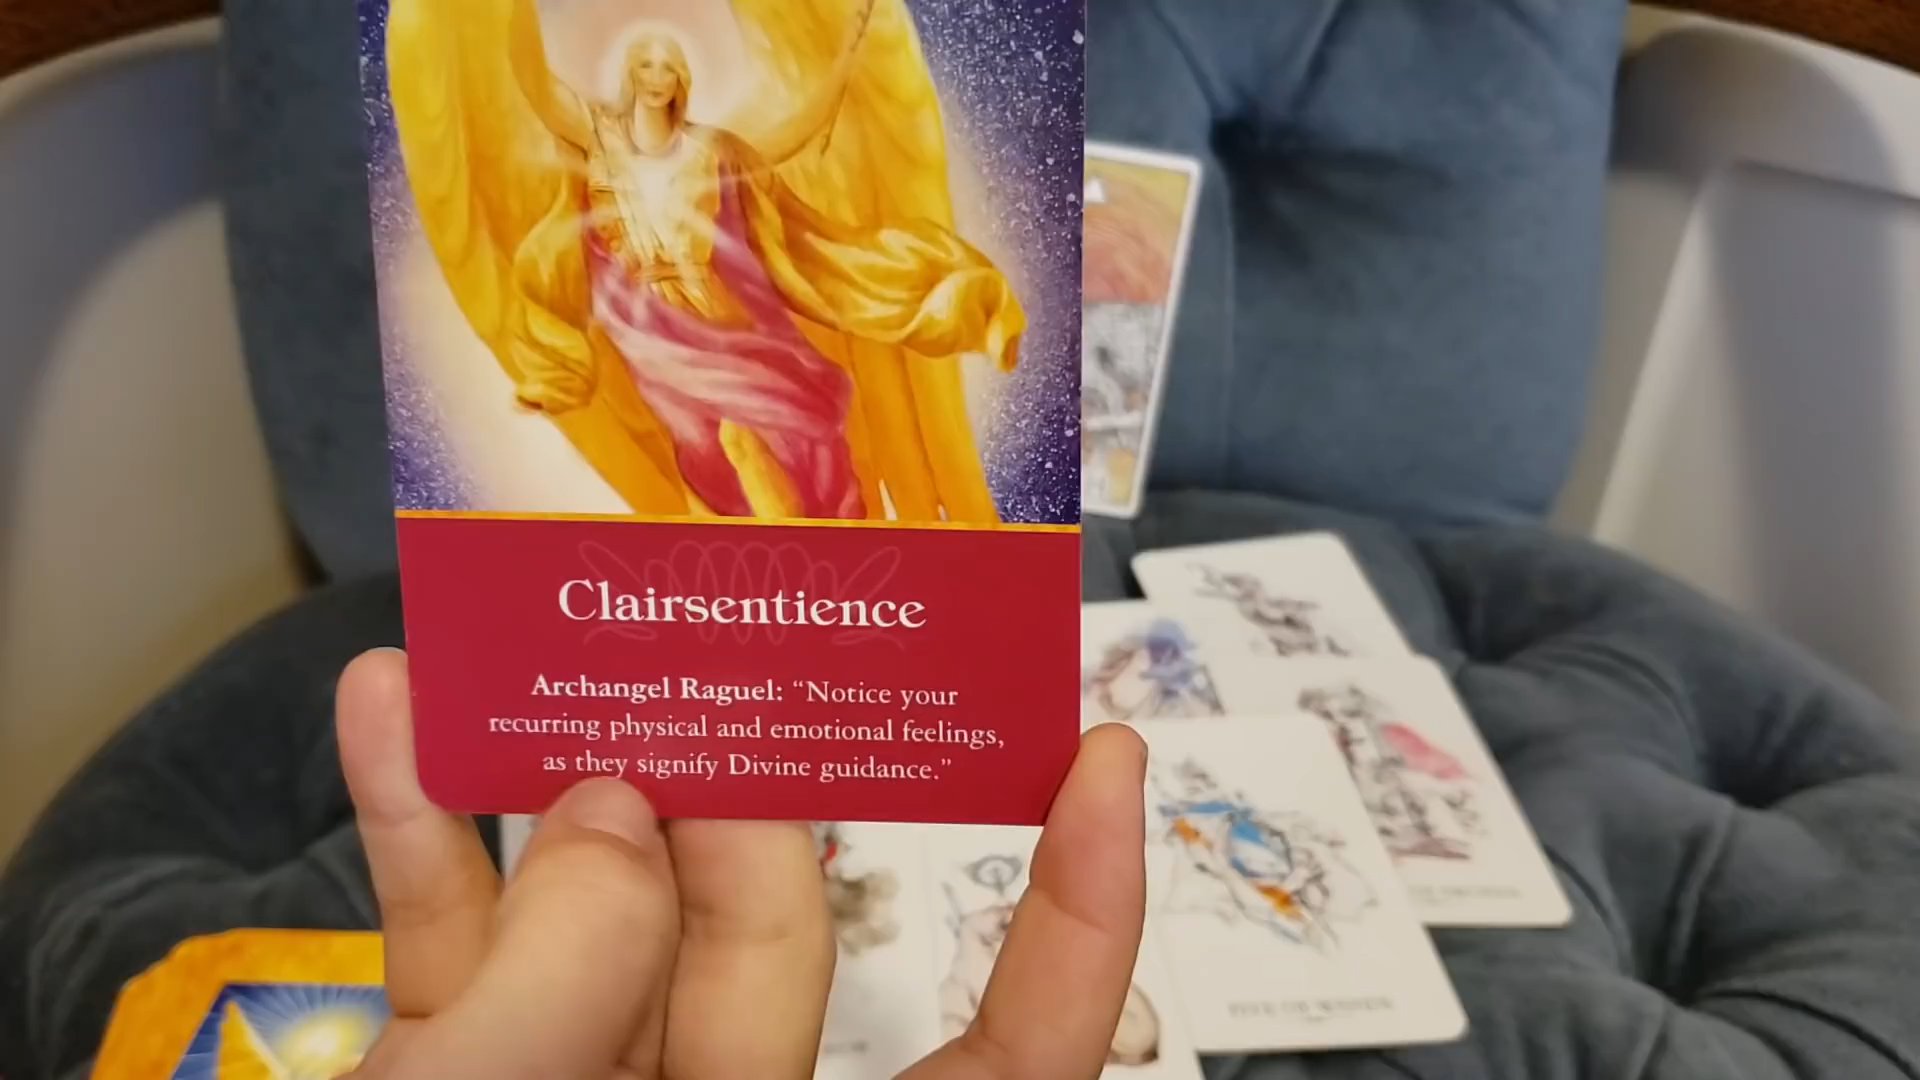 Clairsentience
Archangel Raguel: “Notice your
recurring physical and emotional feelings,
as they signify Divine guidance.”